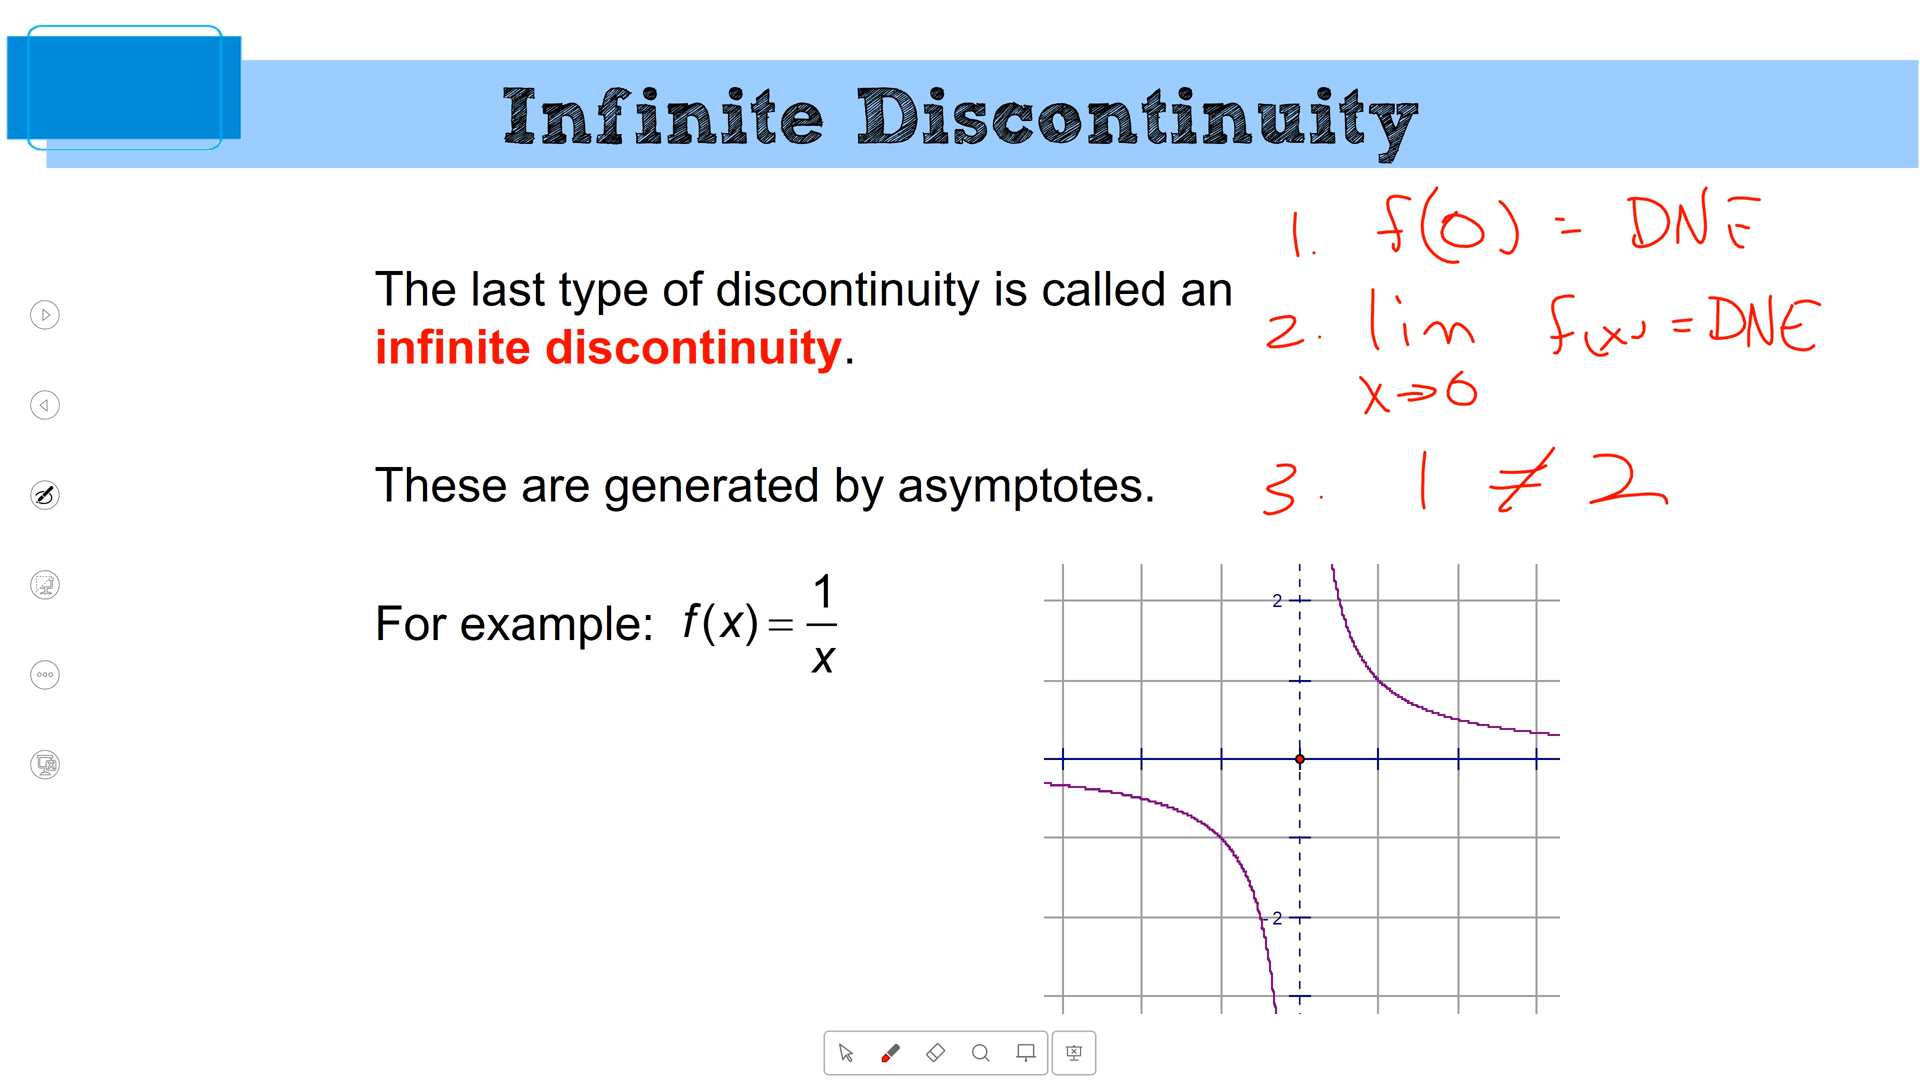 Infinite Discontinuity
1. f(0) = DNE
The last type of discontinuity is called an
infinite discontinuity.
2. lim f(x) = DNE
x→0
These are generated by asymptotes.
3. 1 ≠ 2
For example: f(x) = 1/x
2
-2